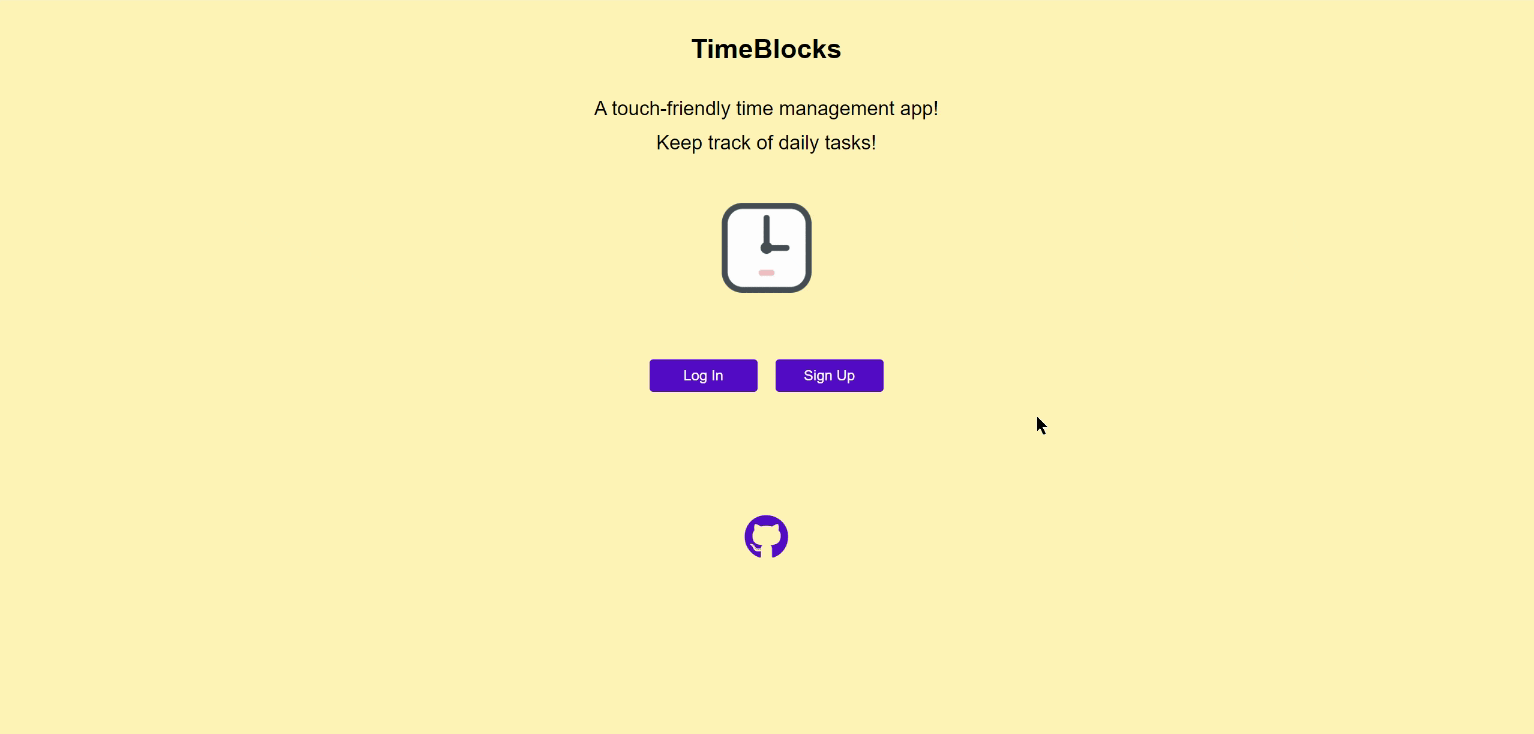 TimeBlocks
A touch-friendly time management app!
Keep track of daily tasks!
Log In
Sign Up